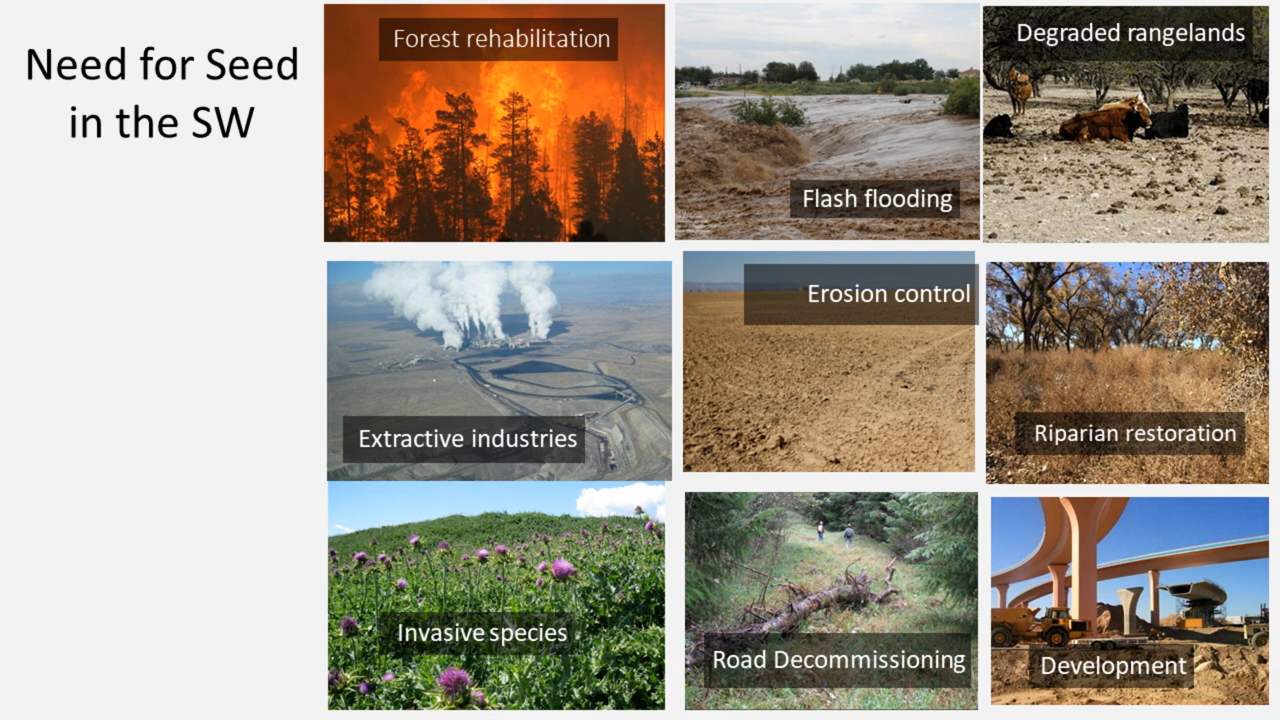 Need for Seed
in the SW
Forest rehabilitation
Flash flooding
Degraded rangelands
Extractive industries
Erosion control
Riparian restoration
Invasive species
Road Decommissioning
Development